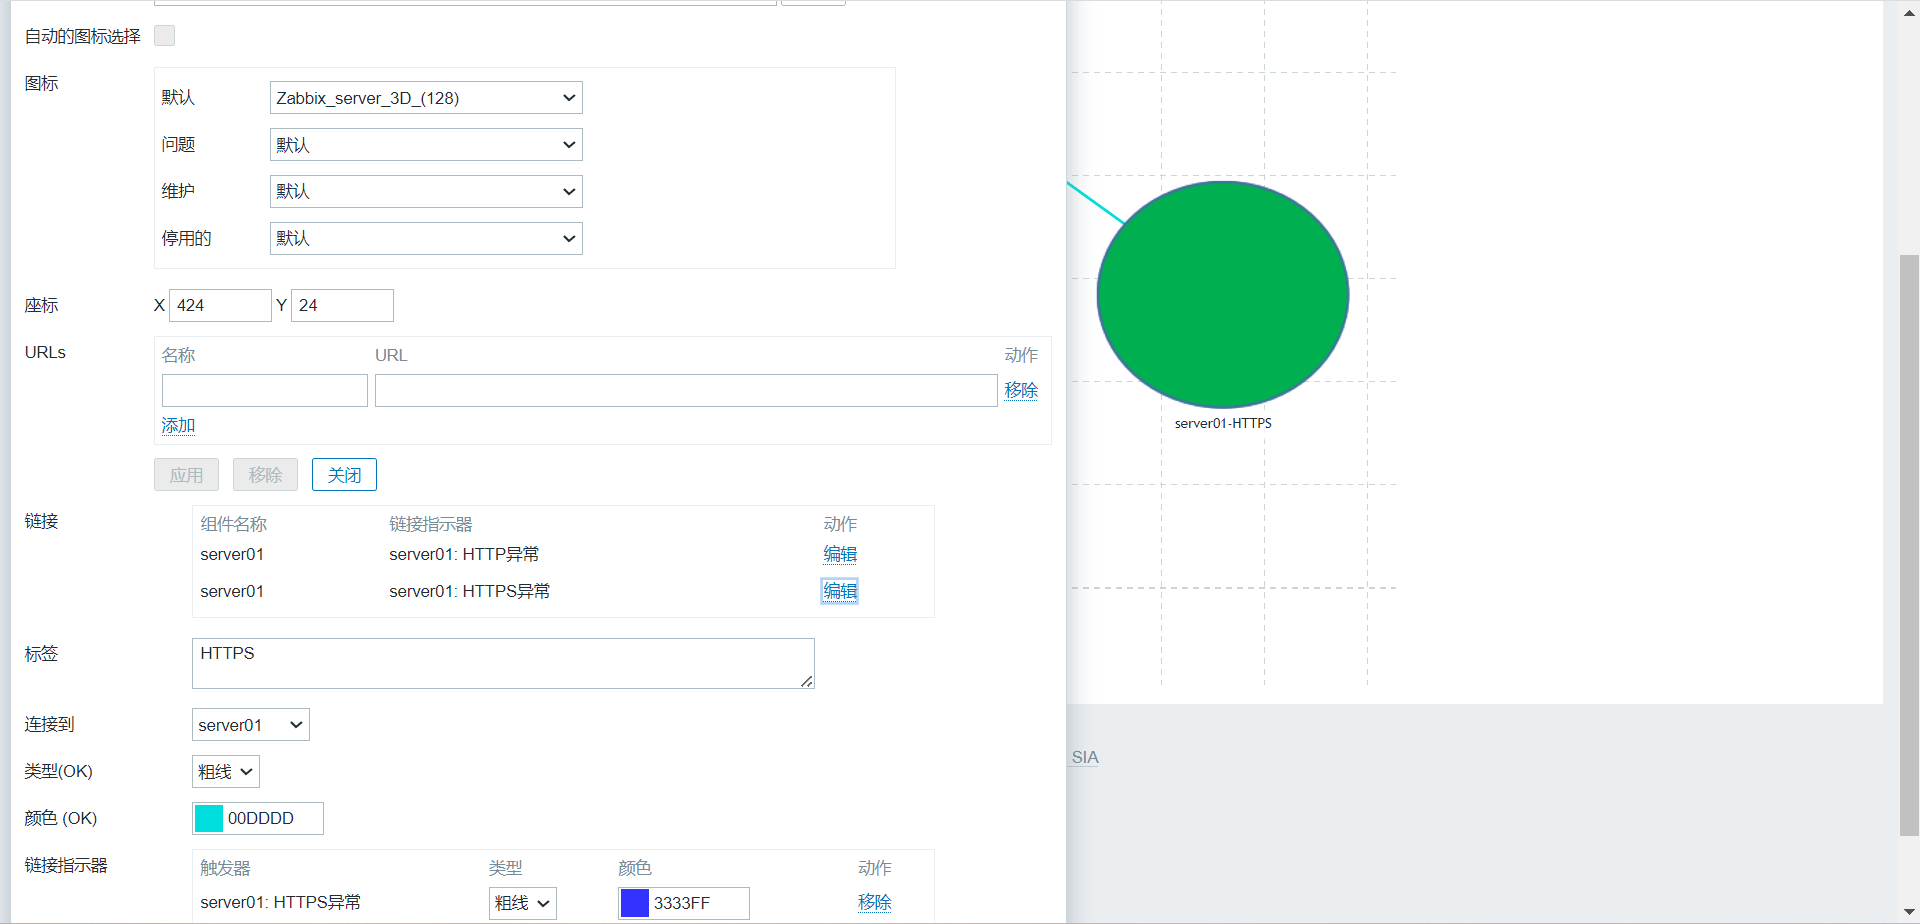 自动的图标选择
图标
默认 Zabbix_server_3D_(128)
问题 默认
维护 默认
停用的 默认
座标 X 424 Y 24
URLs 名称 URL 动作
移除
添加
应用 移除 关闭
链接 组件名称 链接指示器 动作
server01 server01: HTTP异常 编辑
server01 server01: HTTPS异常 编辑
标签 HTTPS
连接到 server01
类型(OK) 粗线
颜色 (OK) 00DDDD
链接指示器 触发器 类型 颜色 动作
server01: HTTPS异常 粗线 3333FF 移除
server01-HTTPS
SIA